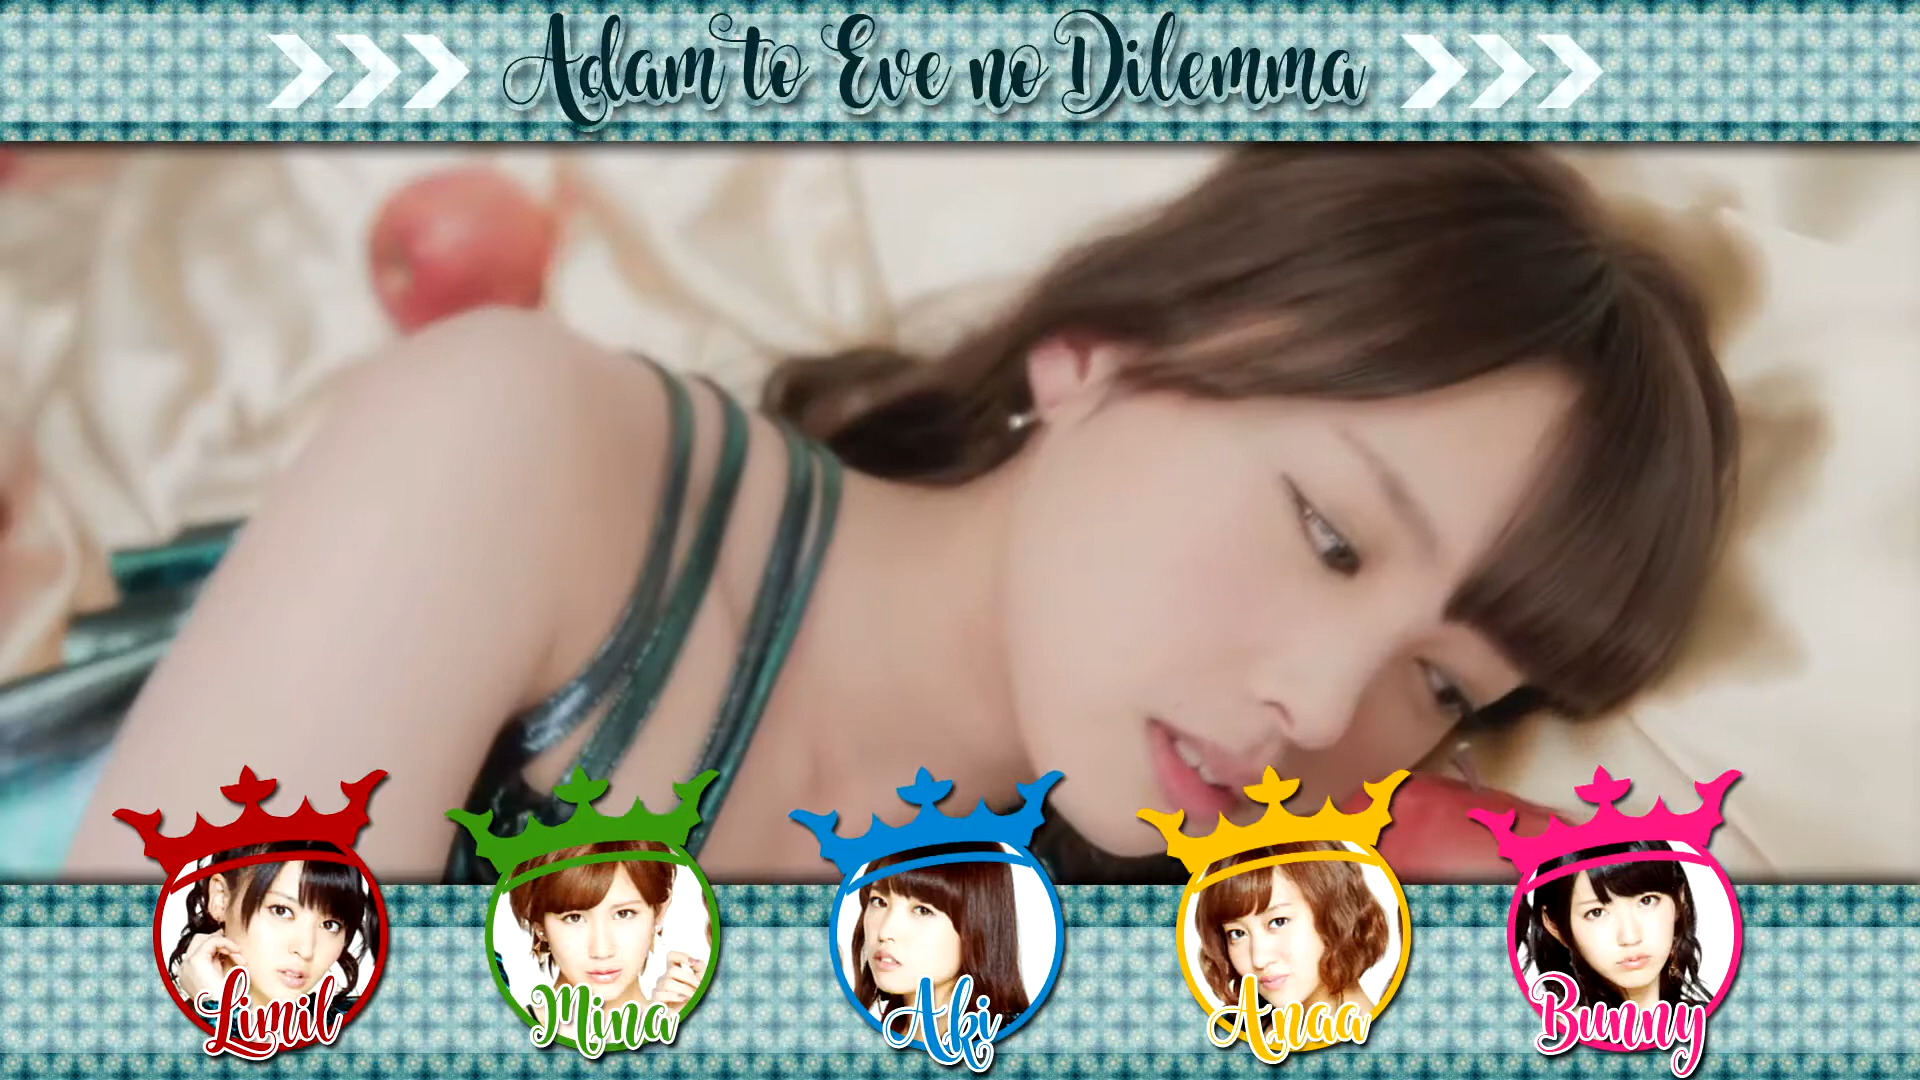 Adam to Eve no Dilemma
Limil
Mina
Aki
Anaa
Bunny